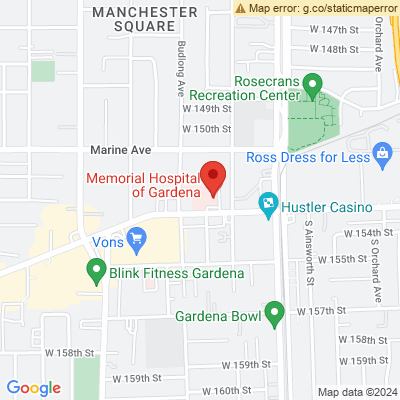 Map error: g.co/staticmaperror
MANCHESTER
SQUARE
W 147th St
W 148th St
S Orchard Ave
Budlong Ave
Rosecrans
Recreation Center
W 149th St
W 150th St
Marine Ave
Ross Dress for Less
Memorial Hospital
of Gardena
Hustler Casino
Vons
W 154th St
S Ainsworth St
S Orchard Ave
W 155th St
Blink Fitness Gardena
Gardena Bowl
W 157th St
W 158th St
W 158th St
W 159th St
W 159th St
W 159th St
W 160th St
Google
Map data ©2024